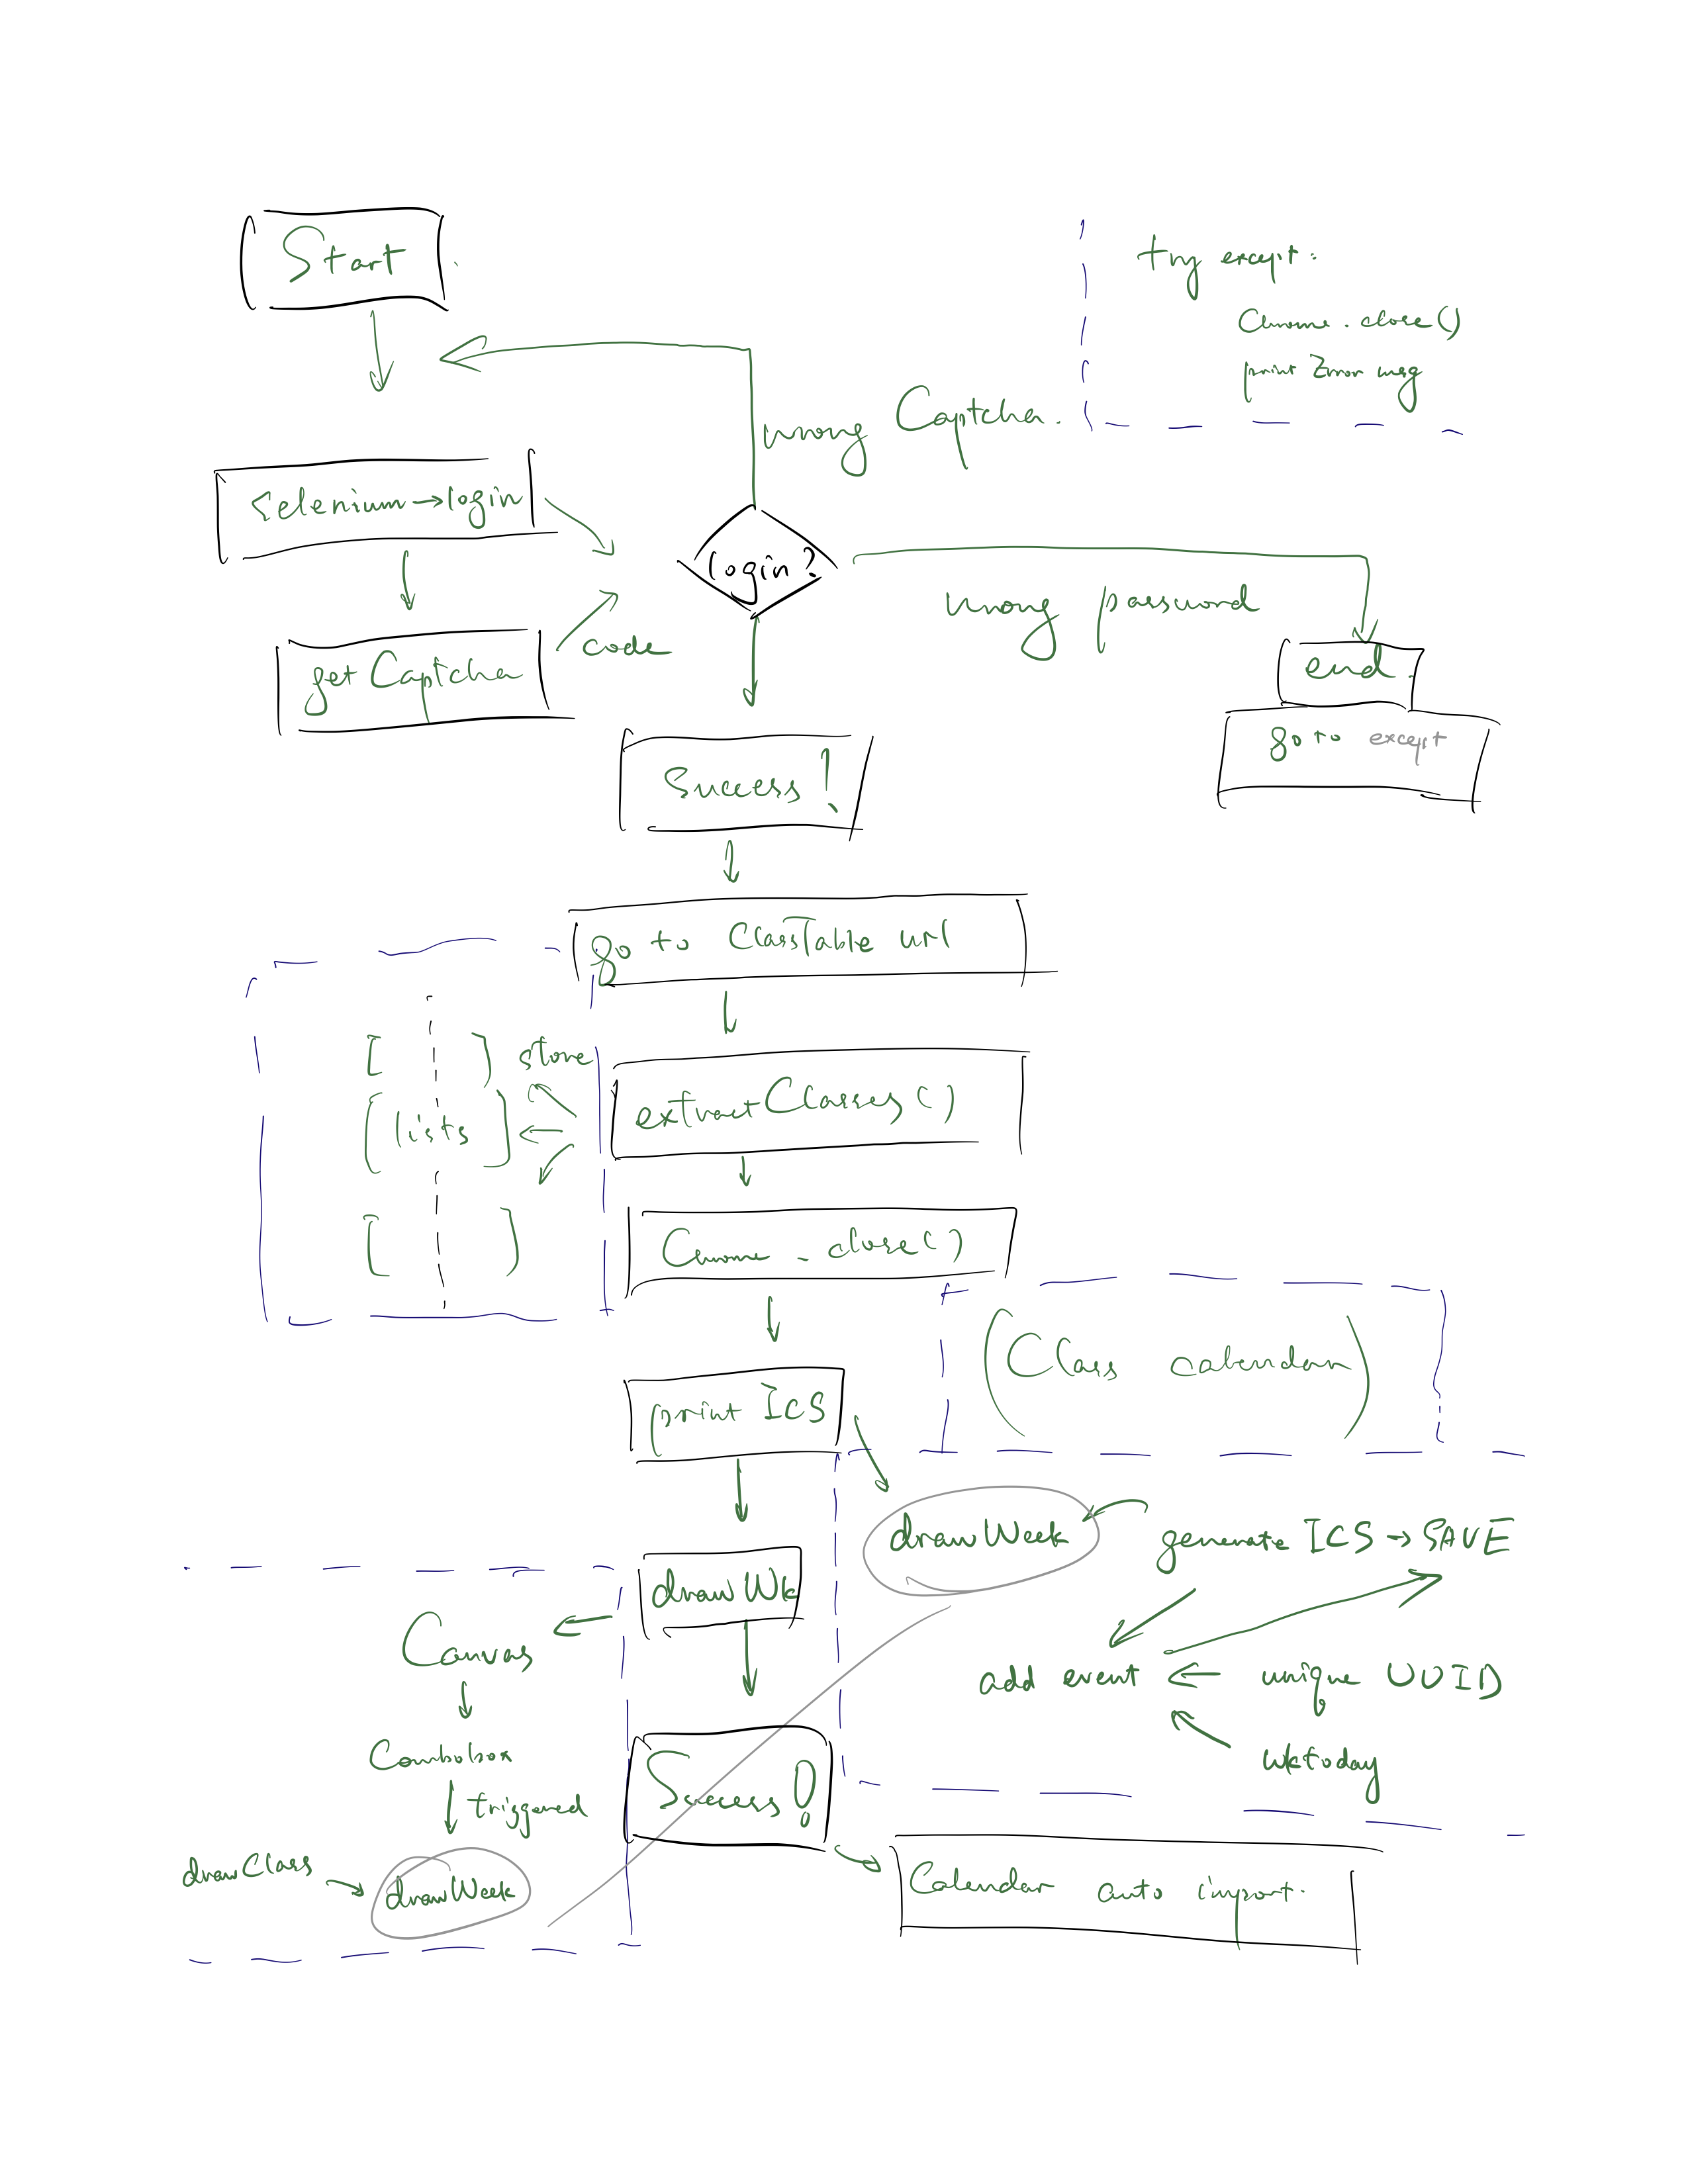 Start
try except:
Chrome.close()
print Error msg
wrong Captcha.
selenium→login
login?
wrong password
code
get Captcha
end.
go to except
Success!
go to ClassTable url
store
[ ]
[lists]
[ ]
extractClasses()
Chrome.close()
(Class calendar)
print ICS
drawWeek
generate ICS → SAVE
drawWk
Canvas
add event
unique UUID
wktoday
Combobox
triggered
Success!
drawClass
drawWeek
Calendar auto import.